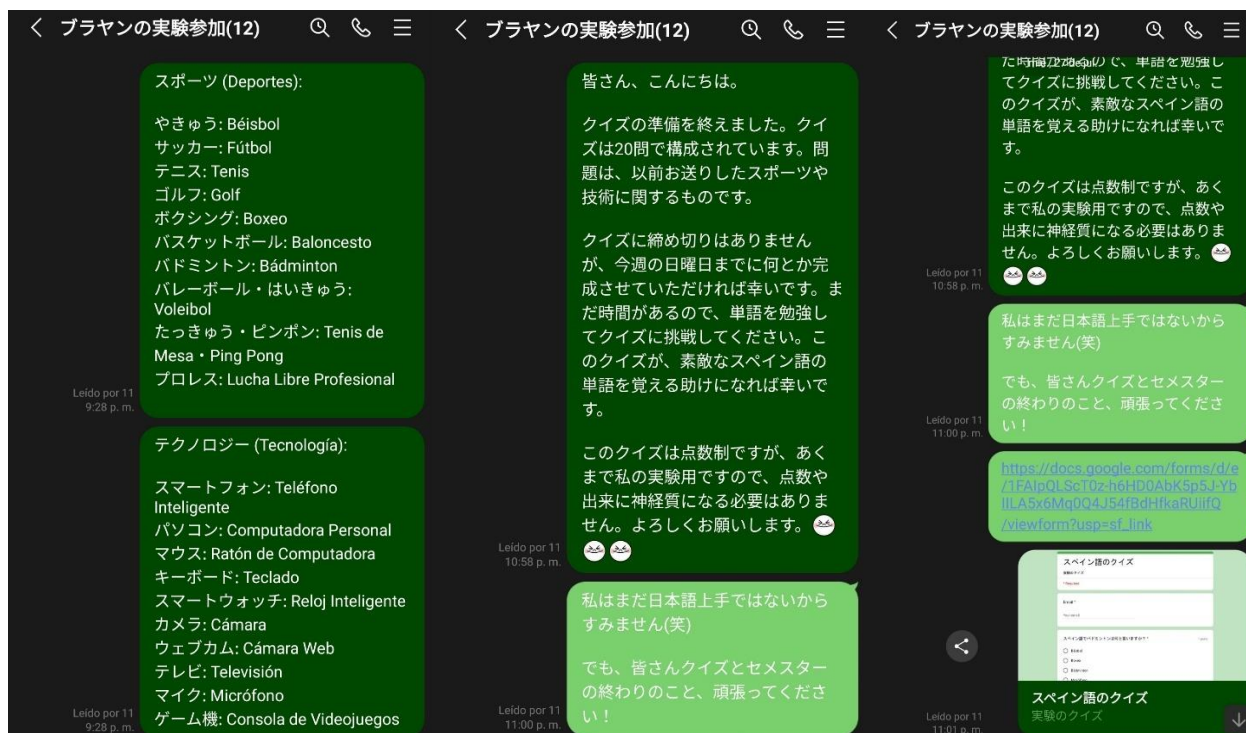 ブラヤンの実験参加(12)
スポーツ (Deportes):
やきゅう: Béisbol
サッカー: Fútbol
テニス: Tenis
ゴルフ: Golf
ボクシング: Boxeo
バスケットボール: Baloncesto
バドミントン: Bádminton
バレーボール・はいきゅう:
Voleibol
たっきゅう・ピンポン: Tenis de
Mesa・Ping Pong
プロレス: Lucha Libre Profesional
Leído por 11
9:28 p. m.
テクノロジー (Tecnología):
スマートフォン: Teléfono
Inteligente
パソコン: Computadora Personal
マウス: Ratón de Computadora
キーボード: Teclado
スマートウォッチ: Reloj Inteligente
カメラ: Cámara
ウェブカム: Cámara Web
テレビ: Televisión
マイク: Micrófono
ゲーム機: Consola de Videojuegos
Leído por 11
9:28 p. m.
ブラヤンの実験参加(12)
皆さん、こんにちは。
クイズの準備を終えました。クイ
ズは20問で構成されています。問
題は、以前お送りしたスポーツや
技術に関するものです。
クイズに締め切りはありません
が、今週の日曜日までに何とか完
成させていただければ幸いです。ま
だ時間があるので、単語を勉強し
てクイズに挑戦してください。こ
のクイズが、素敵なスペイン語の
単語を覚える助けになれば幸いで
す。
このクイズは点数制ですが、あく
まで私の実験用ですので、点数や
出来に神経質になる必要はありま
せん。よろしくお願いします。
Leído por 11
10:58 p. m.
私はまだ日本語上手ではないから
すみません(笑)
でも、皆さんクイズとセメスター
の終わりのこと、頑張ってくださ
い！
Leído por 11
11:00 p. m.
ブラヤンの実験参加(12)
ので、単語を勉強し
てクイズに挑戦してください。こ
のクイズが、素敵なスペイン語の
単語を覚える助けになれば幸いで
す。
このクイズは点数制ですが、あく
まで私の実験用ですので、点数や
出来に神経質になる必要はありま
せん。よろしくお願いします。
Leído por 11
10:58 p. m.
私はまだ日本語上手ではないから
すみません(笑)
でも、皆さんクイズとセメスター
の終わりのこと、頑張ってくださ
い！
Leído por 11
11:00 p. m.
https://docs.google.com/forms/d/e
/viewform?usp=sf_link
スペイン語のクイズ
実験のクイズ
スペイン語のクイズ
実験のクイズ
Leído por 11
11:01 p. m.